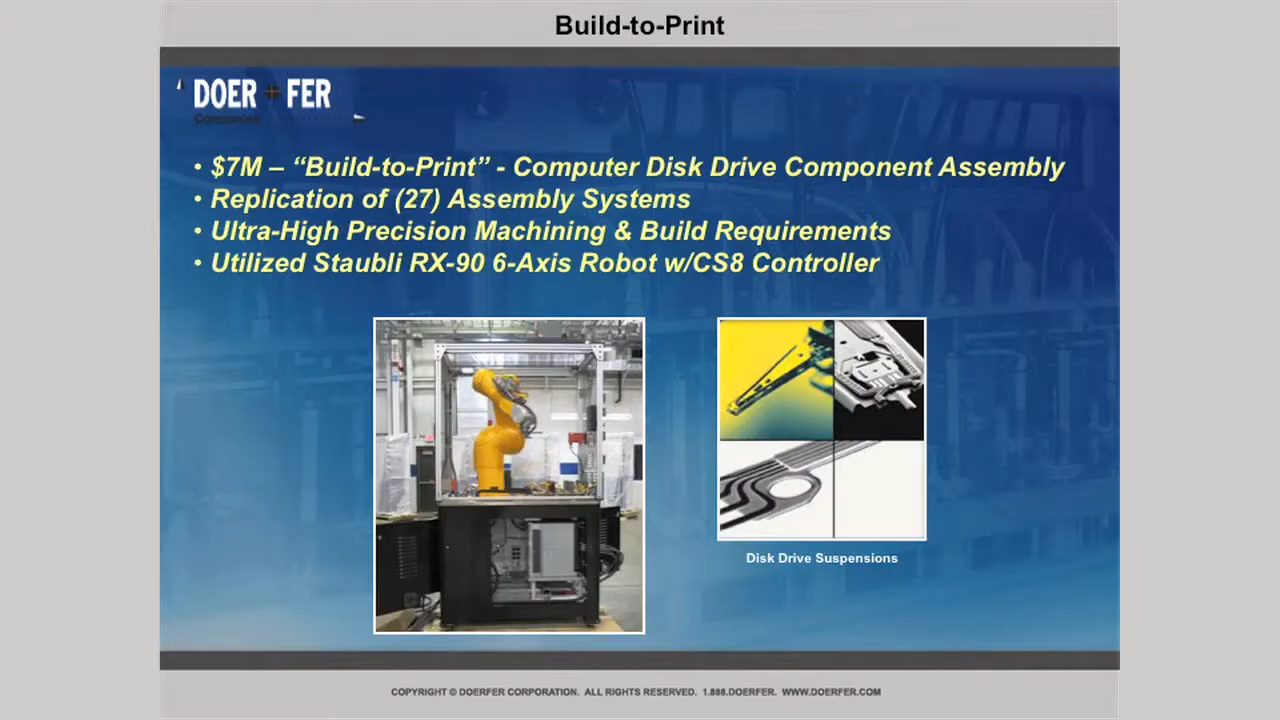 Build-to-Print
DOER + FER
Companies
• $7M – “Build-to-Print” - Computer Disk Drive Component Assembly
• Replication of (27) Assembly Systems
• Ultra-High Precision Machining & Build Requirements
• Utilized Staubli RX-90 6-Axis Robot w/CS8 Controller
Disk Drive Suspensions
COPYRIGHT © DOERFER CORPORATION. ALL RIGHTS RESERVED. 1.888.DOERFER. WWW.DOERFER.COM